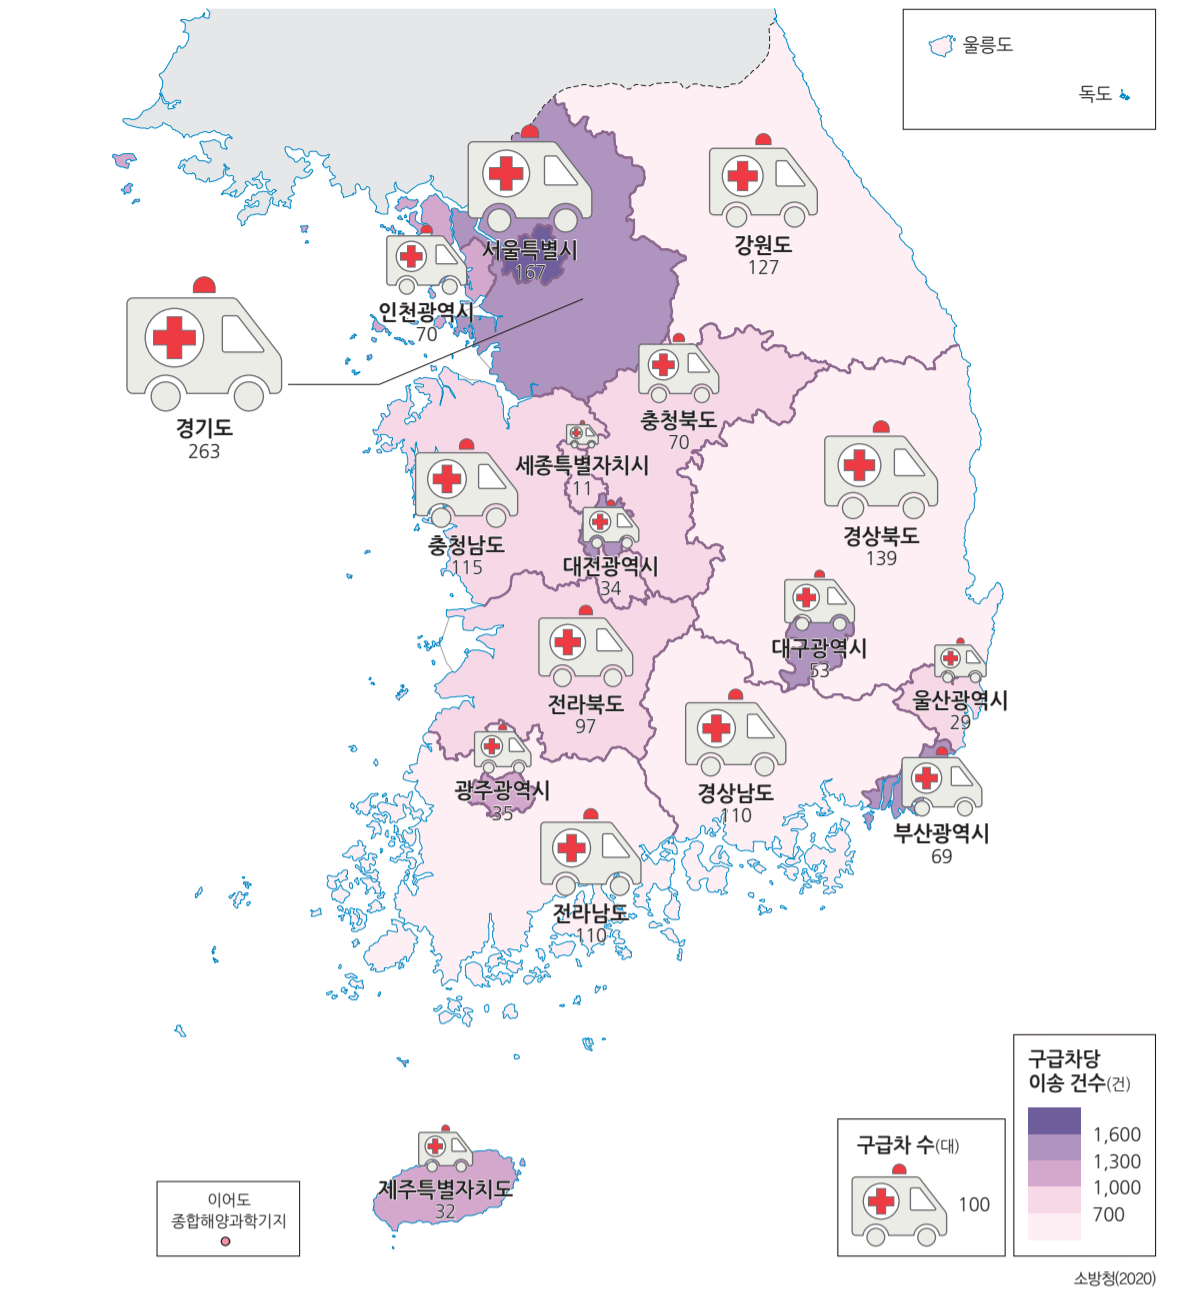 울릉도
독도
서울특별시
167
강원도
127
인천광역시
70
경기도
263
충청북도
70
세종특별자치시
11
충청남도
115
대전광역시
34
경상북도
139
대구광역시
53
울산광역시
29
전라북도
97
광주광역시
35
경상남도
110
부산광역시
69
전라남도
110
제주특별자치도
32
이어도
종합해양과학기지
구급차 수(대)
100
구급차당
이송 건수(건)
1,600
1,300
1,000
700
소방청(2020)